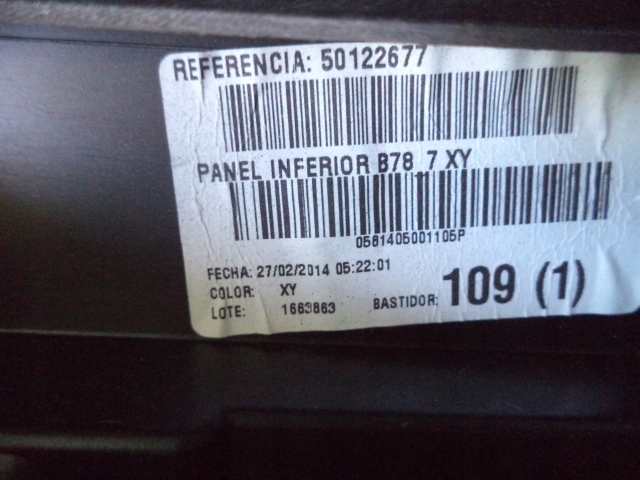 REFERENCIA: 50122677
PANEL INFERIOR B78 7 XY
0581405001105P
FECHA: 27/02/2014 05:22:01
COLOR: XY
LOTE: 1663863 BASTIDOR: 109 (1)